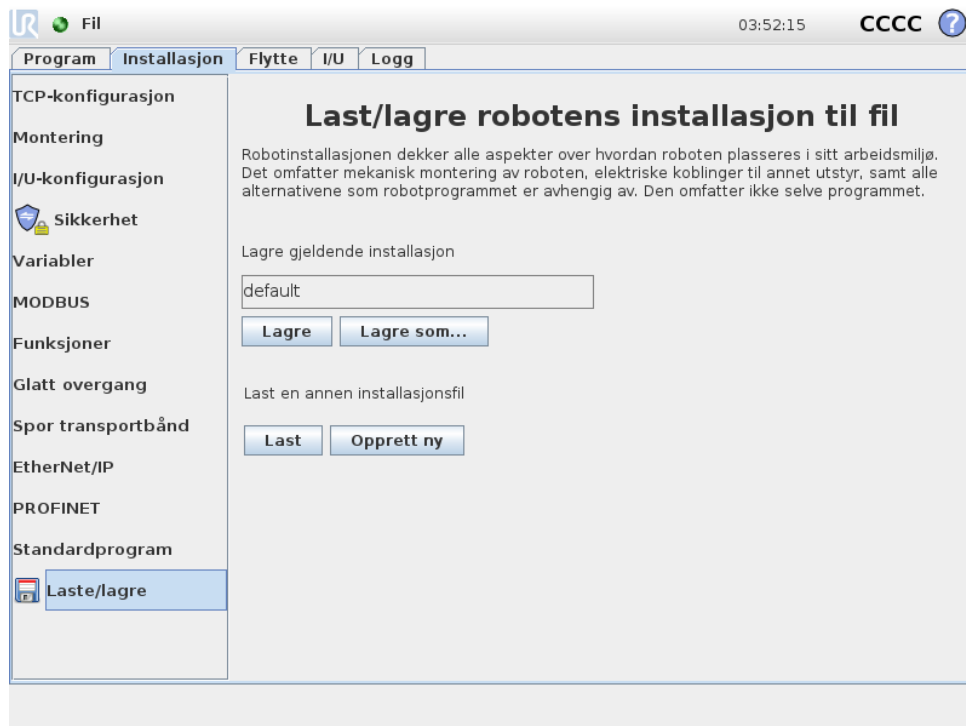 UR Fil 03:52:15 CCCC ?
Program Installasjon Flytte I/U Logg
TCP-konfigurasjon
Montering
I/U-konfigurasjon
Sikkerhet
Variabler
MODBUS
Funksjoner
Glatt overgang
Spor transportbånd
EtherNet/IP
PROFINET
Standardprogram
Laste/lagre
Last/lagre robotens installasjon til fil
Robotinstallasjonen dekker alle aspekter over hvordan roboten plasseres i sitt arbeidsmiljø.
Det omfatter mekanisk montering av roboten, elektriske koblinger til annet utstyr, samt alle
alternativene som robotprogrammet er avhengig av. Den omfatter ikke selve programmet.
Lagre gjeldende installasjon
default
Lagre Lagre som...
Last en annen installasjonsfil
Last Opprett ny